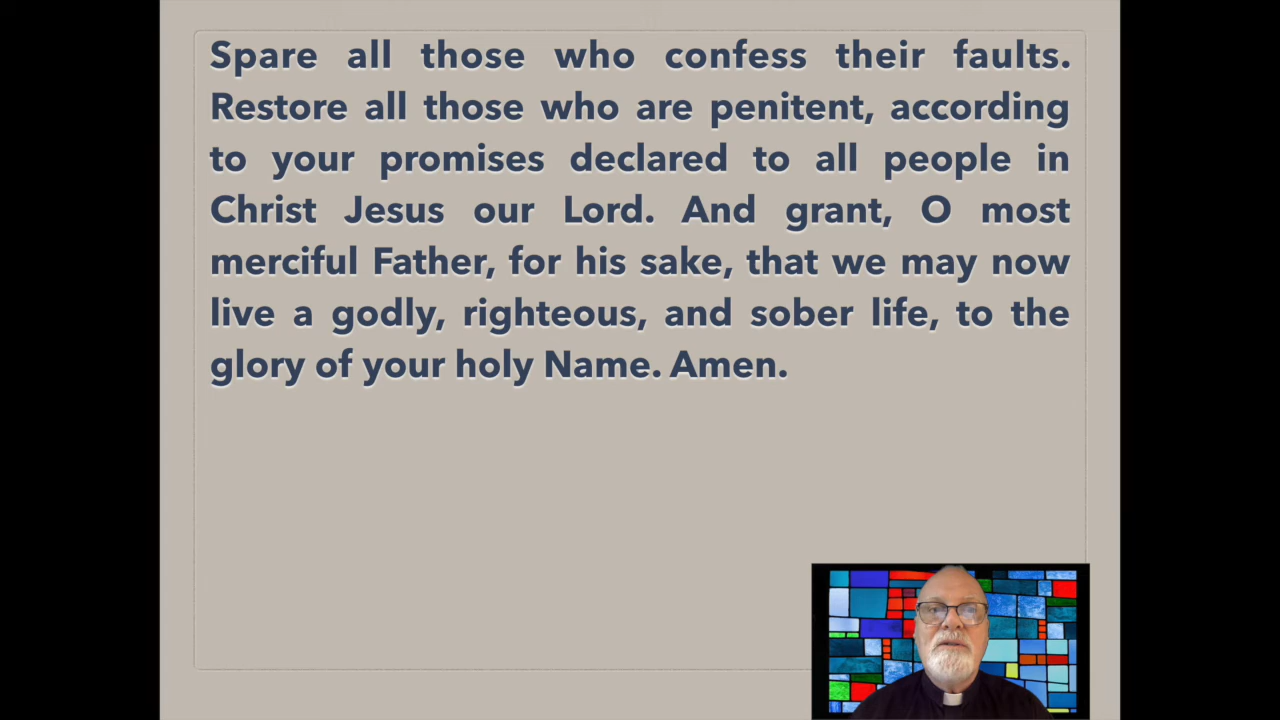 Spare all those who confess their faults.
Restore all those who are penitent, according
to your promises declared to all people in
Christ Jesus our Lord. And grant, O most
merciful Father, for his sake, that we may now
live a godly, righteous, and sober life, to the
glory of your holy Name. Amen.